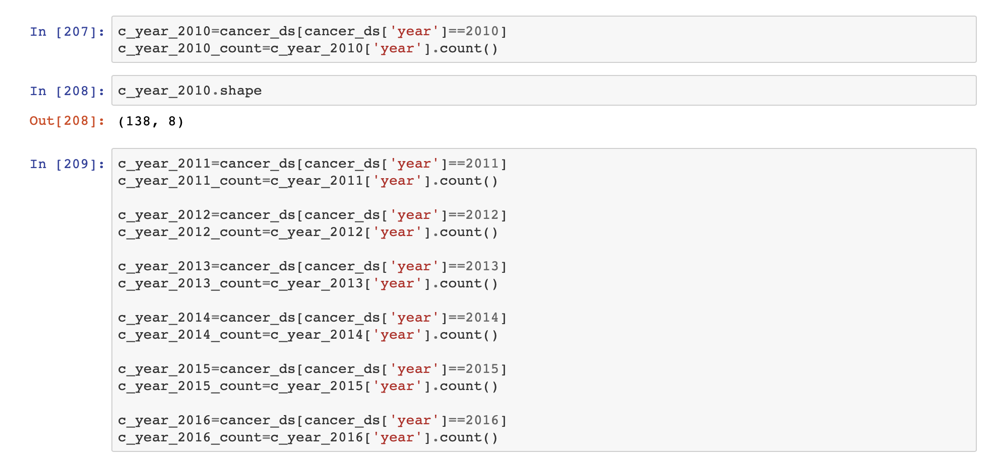 In [207]: c_year_2010=cancer_ds[cancer_ds['year']==2010]
c_year_2010_count=c_year_2010['year'].count()
In [208]: c_year_2010.shape
Out[208]: (138, 8)
In [209]: c_year_2011=cancer_ds[cancer_ds['year']==2011]
c_year_2011_count=c_year_2011['year'].count()
c_year_2012=cancer_ds[cancer_ds['year']==2012]
c_year_2012_count=c_year_2012['year'].count()
c_year_2013=cancer_ds[cancer_ds['year']==2013]
c_year_2013_count=c_year_2013['year'].count()
c_year_2014=cancer_ds[cancer_ds['year']==2014]
c_year_2014_count=c_year_2014['year'].count()
c_year_2015=cancer_ds[cancer_ds['year']==2015]
c_year_2015_count=c_year_2015['year'].count()
c_year_2016=cancer_ds[cancer_ds['year']==2016]
c_year_2016_count=c_year_2016['year'].count()